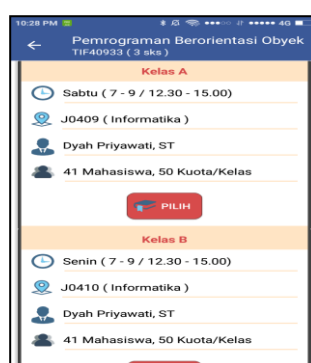 10:28 PM 4G
Pemrograman Berorientasi Obyek
TIF40933 ( 3 sks )
Kelas A
Sabtu ( 7 - 9 / 12.30 - 15.00)
J0409 ( Informatika )
Dyah Priyawati, ST
41 Mahasiswa, 50 Kuota/Kelas
PILIH
Kelas B
Senin ( 7 - 9 / 12.30 - 15.00)
J0410 ( Informatika )
Dyah Priyawati, ST
41 Mahasiswa, 50 Kuota/Kelas